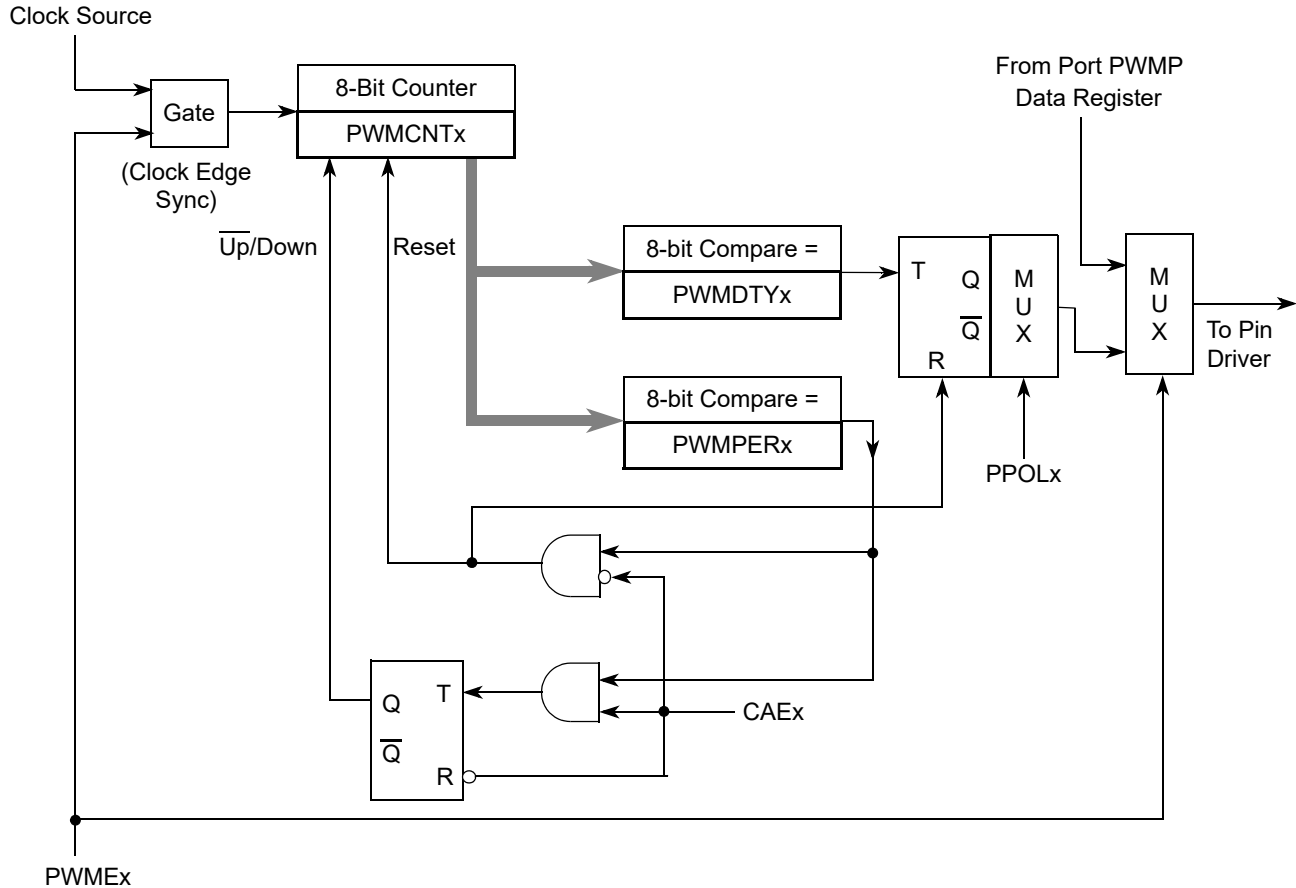 Clock Source
From Port PWMP
Data Register
8-Bit Counter
Gate
PWMCNTx
(Clock Edge
Sync)
Up/Down
Reset
8-bit Compare =
PWMDTYx
T
Q
Q
R
M
U
X
M
U
X
To Pin
Driver
8-bit Compare =
PWMPERx
PPOLx
Q
T
Q
R
CAEx
PWMEx